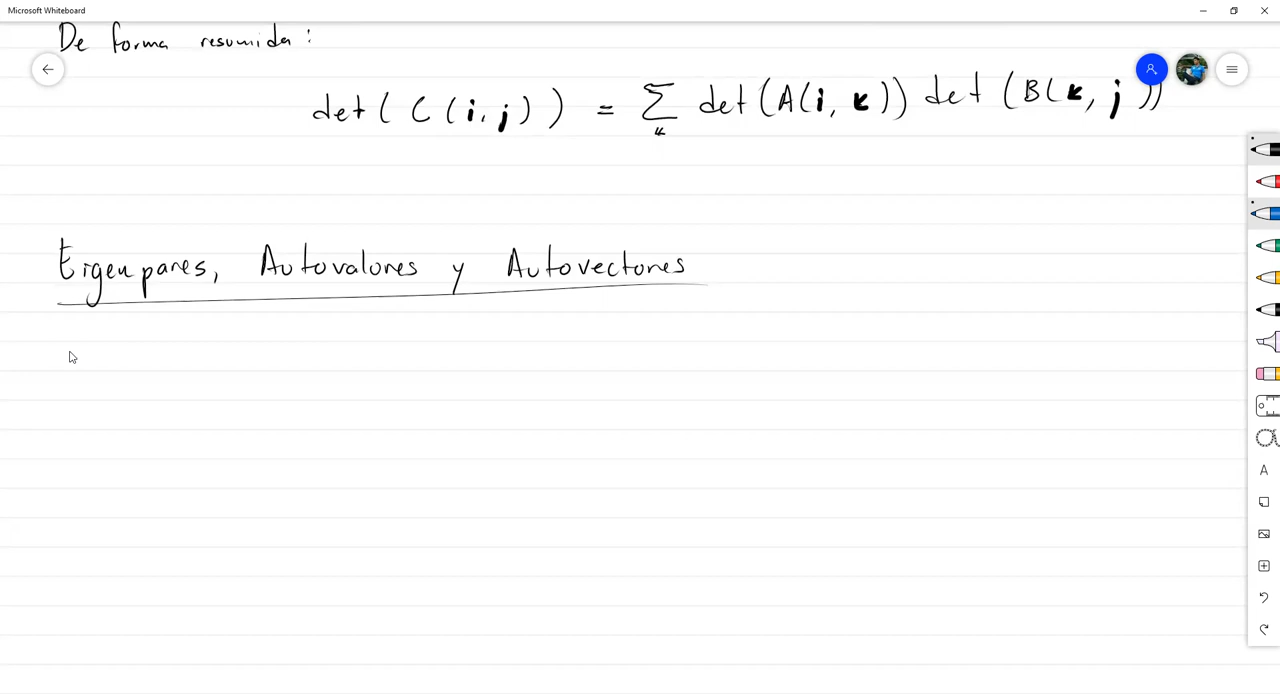 Microsoft Whiteboard
De forma resumida :
det ( C ( i, j ) ) = ∑ det ( A ( i, k ) ) det ( B ( k, j ) )
k
Eigenpares, Autovalores y Autovectores
A